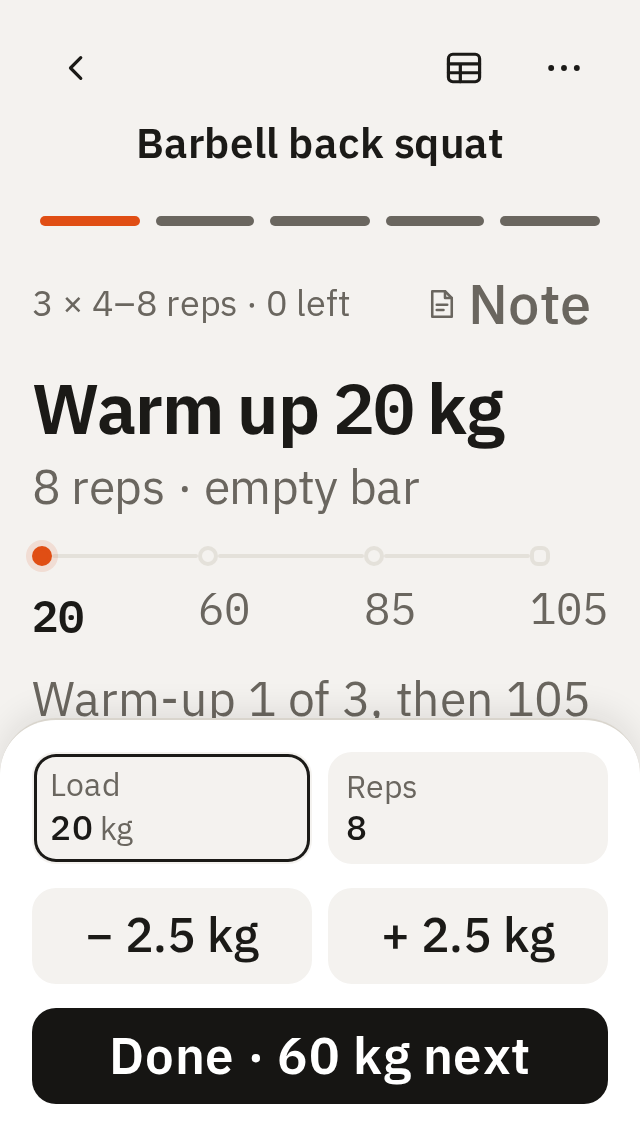 Barbell back squat
3 × 4–8 reps · 0 left
Note
Warm up 20 kg
8 reps · empty bar
20 60 85 105
Warm-up 1 of 3, then 105
Load
20 kg
Reps
8
– 2.5 kg
+ 2.5 kg
Done · 60 kg next